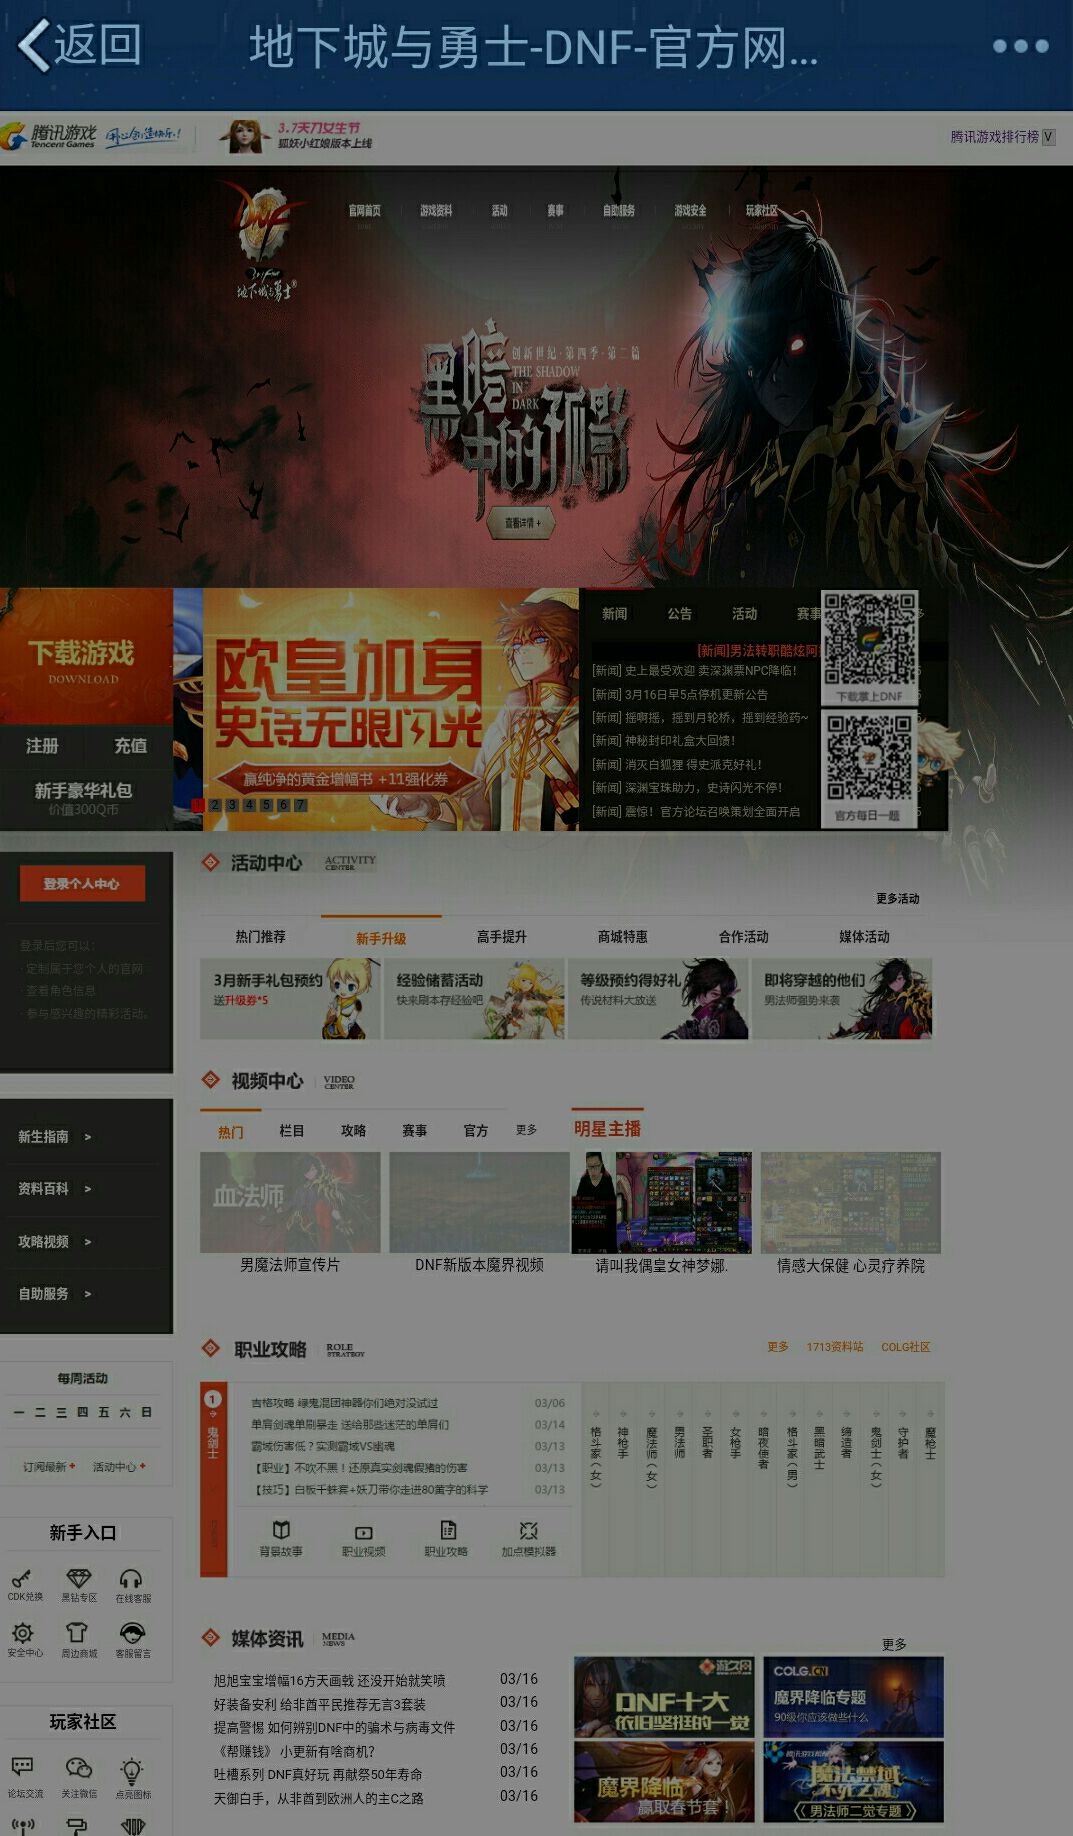 返回
地下城与勇士-DNF-官方网...
腾讯游戏
Tencent Games
用心创造快乐!
3.7天刀女生节
狐妖小红娘版本上线
腾讯游戏排行榜 V
DNF
地下城与勇士
官网首页 游戏资料 活动 赛事 自助服务 游戏安全 玩家社区
黑暗中的孤影
创新世纪·第四季·第二篇
THE SHADOW
IN
DARK
查看详情 +
下载游戏
DOWNLOAD
注册 充值
新手豪华礼包
价值300Q币
欧皇加身
史诗无限闪光
赢纯净的黄金增幅书 +11强化券
1 2 3 4 5 6 7
新闻 公告 活动 赛事
[新闻]男法转职酷炫阿
[新闻] 史上最受欢迎 卖深渊票NPC降临!
[新闻] 3月16日早5点停机更新公告
[新闻] 摇啊摇，摇到月轮桥，摇到经验药~
[新闻] 神秘封印礼盒大回馈!
[新闻] 消灭白狐狸 得史派克好礼!
[新闻] 深渊宝珠助力，史诗闪光不停!
[新闻] 震惊！官方论坛召唤策划全面开启
下载掌上DNF
官方每日一题
登录个人中心
登录后您可以：
· 定制属于您个人的官网
· 查看角色信息
· 参与感兴趣的精彩活动。
活动中心 ACTIVITY CENTER
更多活动
热门推荐 新手升级 高手提升 商城特惠 合作活动 媒体活动
3月新手礼包预约
送升级券*5
经验储蓄活动
快来刷本存经验吧
等级预约得好礼
传说材料大放送
即将穿越的他们
男法师强势来袭
视频中心 VIDEO CENTER
热门 栏目 攻略 赛事 官方 更多
明星主播
血法师
男魔法师宣传片
DNF新版本魔界视频
请叫我偶皇女神梦娜.
情感大保健 心灵疗养院
新生指南 >
资料百科 >
攻略视频 >
自助服务 >
每周活动
一 二 三 四 五 六 日
订阅最新+ 活动中心+
职业攻略 ROLE STRATEGY
更多 1713资料站 COLG社区
1
鬼剑士
吉格攻略 绿鬼混团神器你们绝对没试过 03/06
单肩剑魂单刷暴走 送给那些迷茫的单肩们 03/14
霸域伤害低？实测霸域VS幽魂 03/13
【职业】不吹不黑！还原真实剑魂假猪的伤害 03/13
【技巧】白板千蛛套+妖刀带你走进80黄字的科学 03/13
背景故事 职业视频 职业攻略 加点模拟器
格斗家(女)
神枪手
魔法师(女)
男法师
圣职者
女枪手
暗夜使者
格斗家(男)
黑暗武士
缔造者
鬼剑士(女)
守护者
魔枪士
新手入口
CDK兑换 黑钻专区 在线客服
安全中心 周边商城 客服留言
媒体资讯 MEDIA NEWS
更多
旭旭宝宝增幅16方天画戟 还没开始就笑喷 03/16
好装备安利 给非酋平民推荐无言3套装 03/16
提高警惕 如何辨别DNF中的骗术与病毒文件 03/16
《帮赚钱》 小更新有啥商机? 03/16
吐槽系列 DNF真好玩 再献祭50年寿命 03/16
天御白手，从非酋到欧洲人的主C之路 03/16
游久网
DNF十大
依旧坚挺的一觉
COLG.CN
魔界降临专题
90级你应该做些什么
魔界降临
赢取春节套！
腾讯游戏频道
魔法禁域
不死之魂
《 男法师二觉专题 》
玩家社区
论坛交流 关注微信 点亮图标